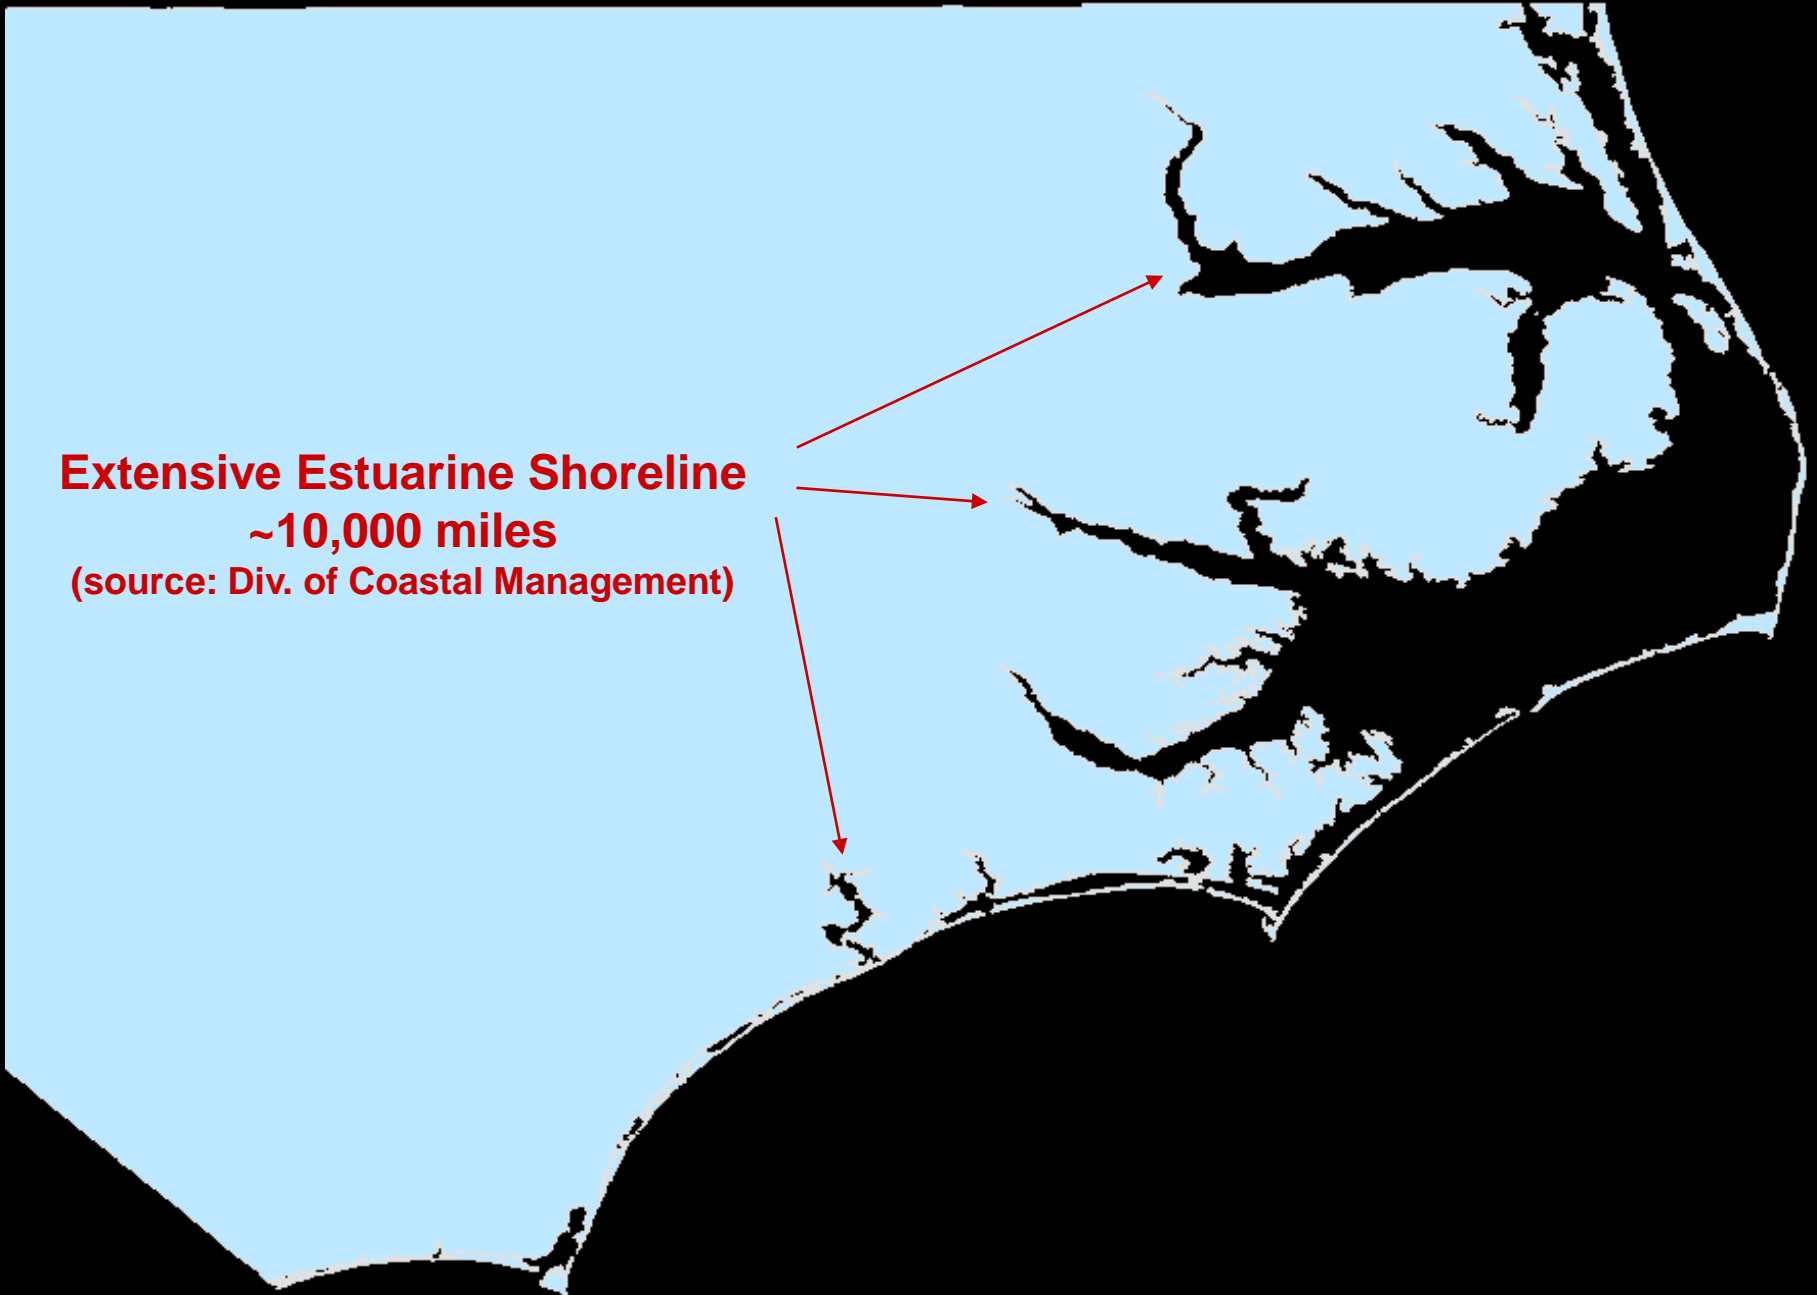 Extensive Estuarine Shoreline
~10,000 miles
(source: Div. of Coastal Management)